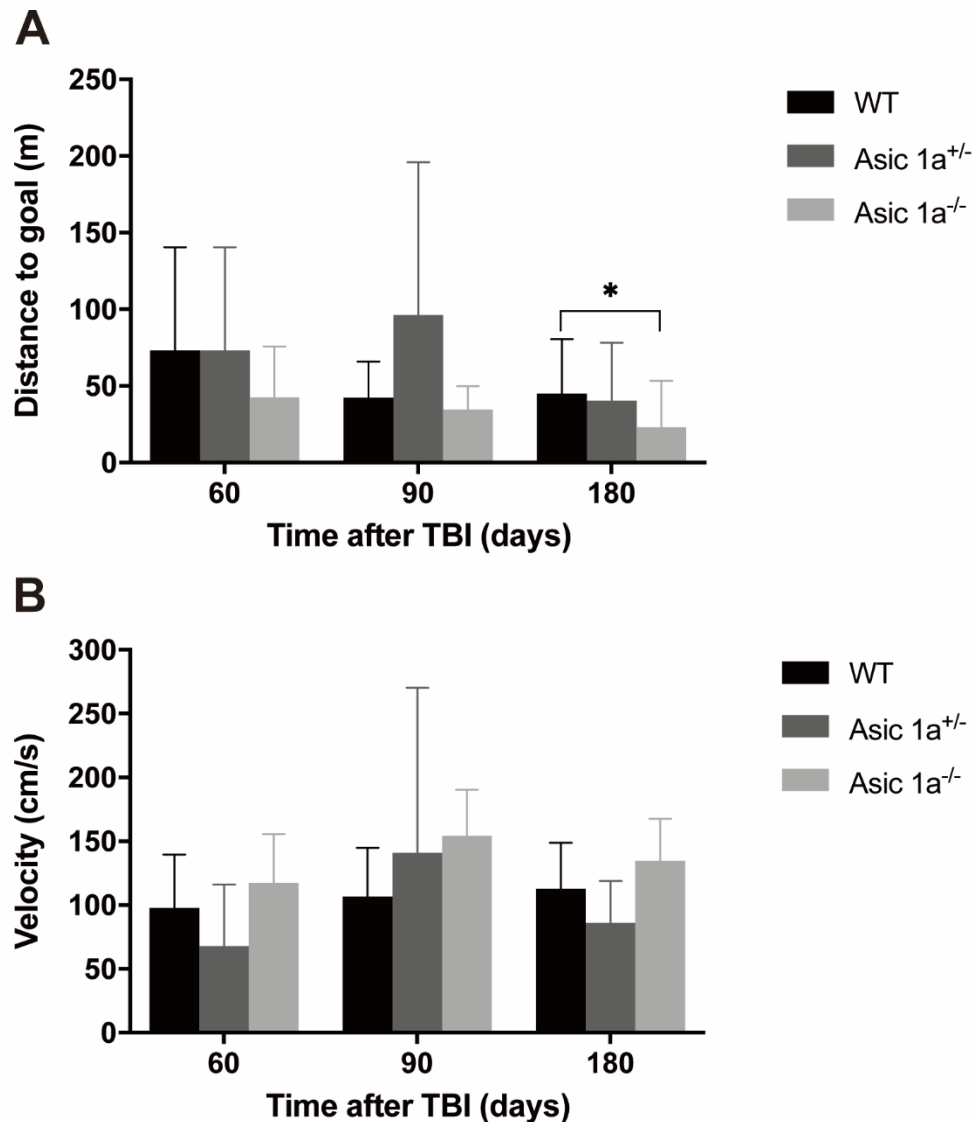 A
250
200
150
100
50
0
Distance to goal (m)
WT
Asic 1a+/-
Asic 1a-/-
*
60 90 180
Time after TBI (days)
B
300
250
200
150
100
50
0
Velocity (cm/s)
WT
Asic 1a+/-
Asic 1a-/-
60 90 180
Time after TBI (days)